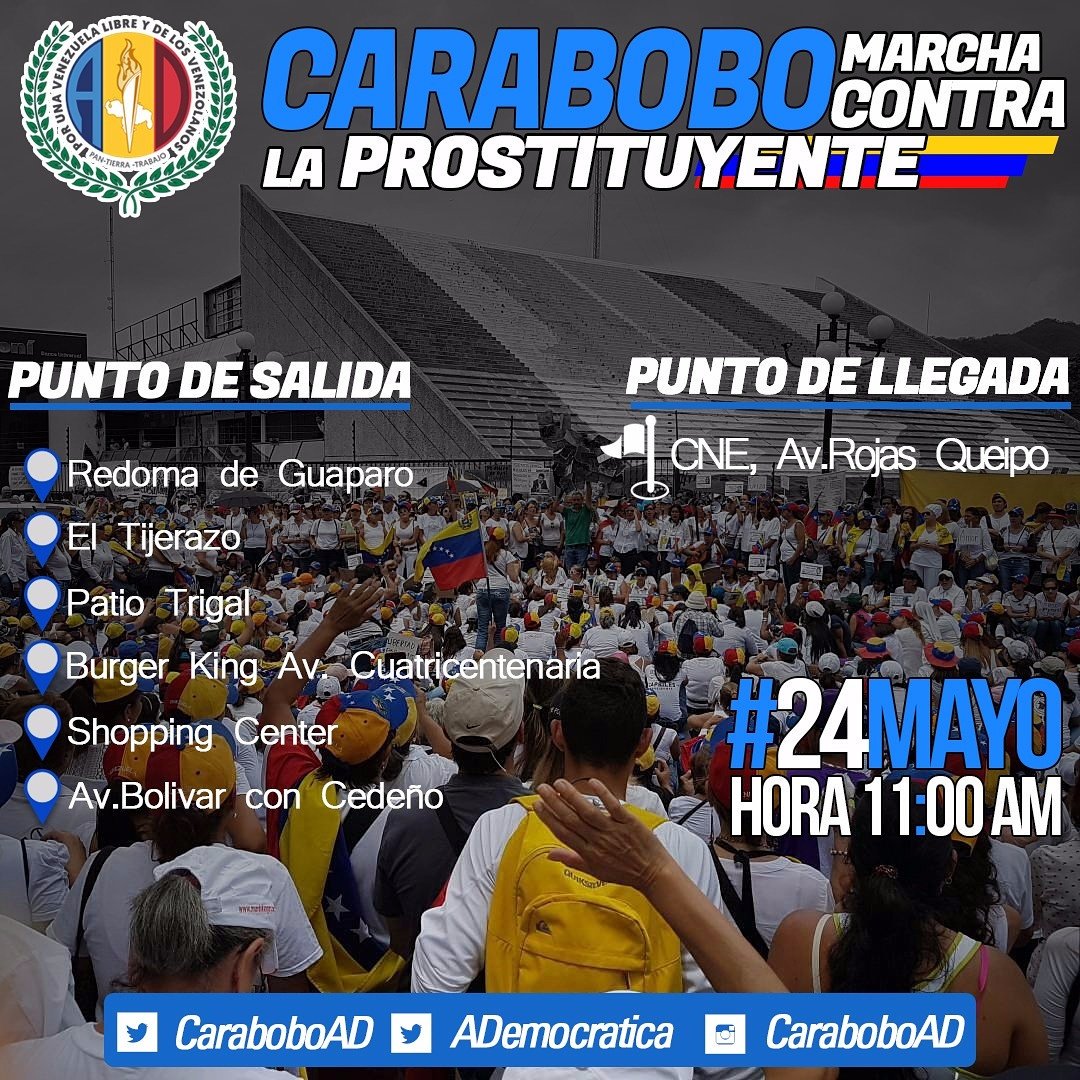 ¡POR UNA VENEZUELA LIBRE Y DE LOS VENEZOLANOS!
AD
PAN-TIERRA-TRABAJO
CARABOBO MARCHA CONTRA
LA PROSTITUYENTE
PUNTO DE SALIDA
Redoma de Guaparo
El Tijerazo
Patio Trigal
Burger King Av. Cuatricentenaria
Shopping Center
Av.Bolivar con Cedeño
PUNTO DE LLEGADA
CNE, Av.Rojas Queipo
#24MAYO
HORA 11:00 AM
QUIKSILVER
CaraboboAD ADemocratica CaraboboAD